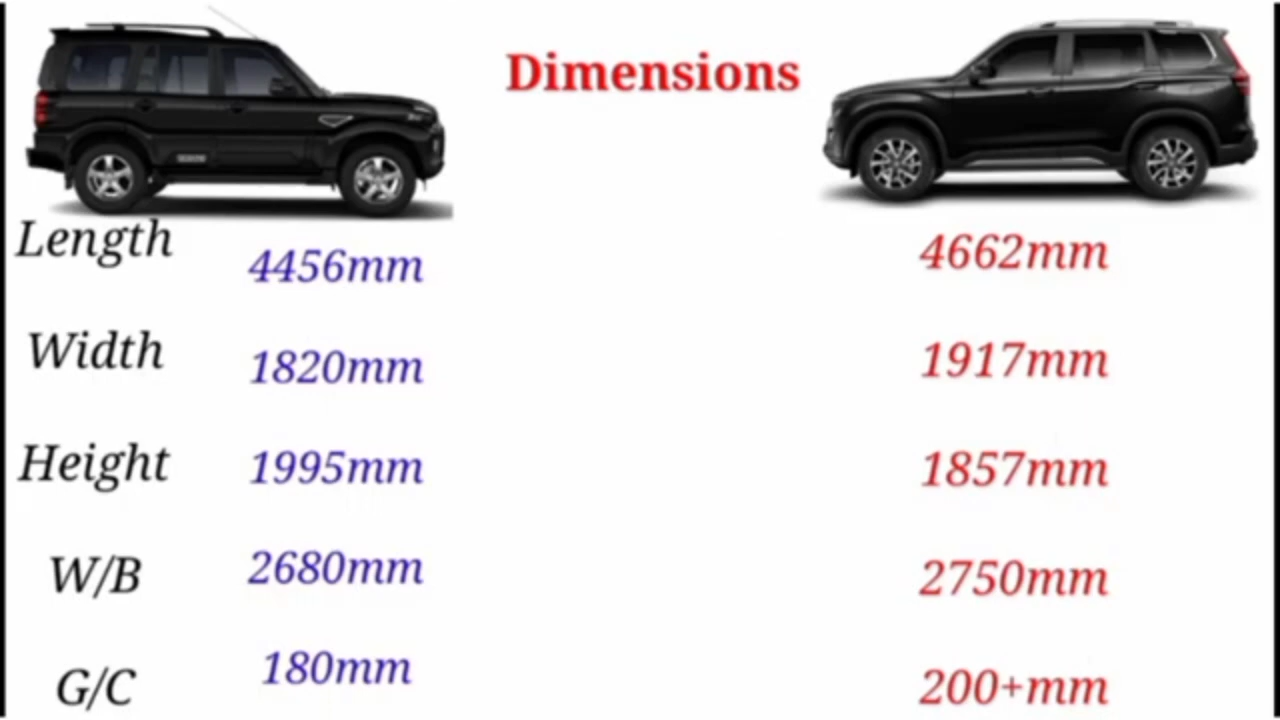 Dimensions
Length 4456mm 4662mm
Width 1820mm 1917mm
Height 1995mm 1857mm
W/B 2680mm 2750mm
G/C 180mm 200+mm